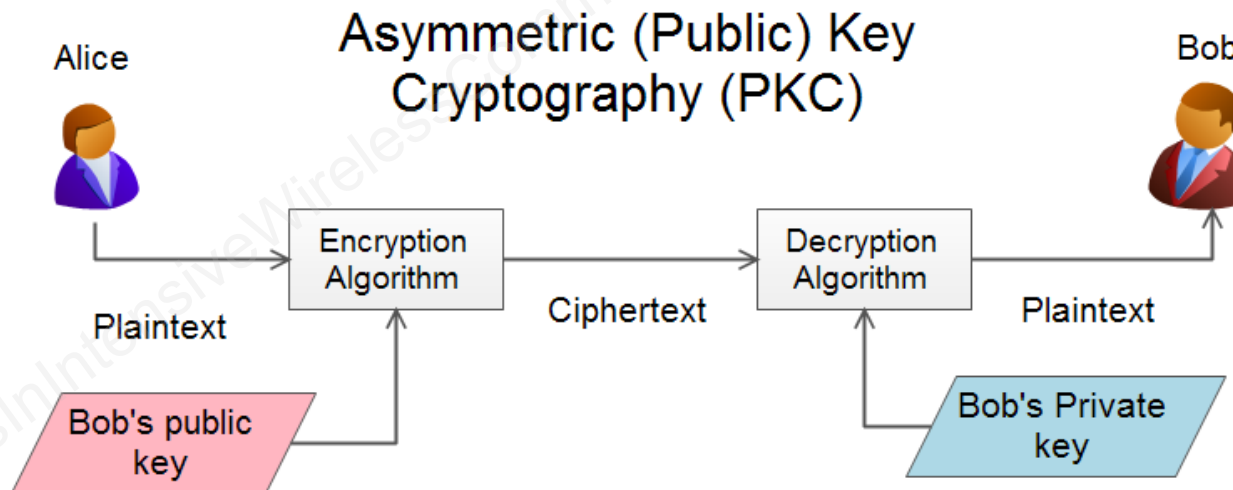 Asymmetric (Public) Key
Cryptography (PKC)
Alice
Bob
Encryption
Algorithm
Decryption
Algorithm
Plaintext
Ciphertext
Plaintext
Bob's public
key
Bob's Private
key